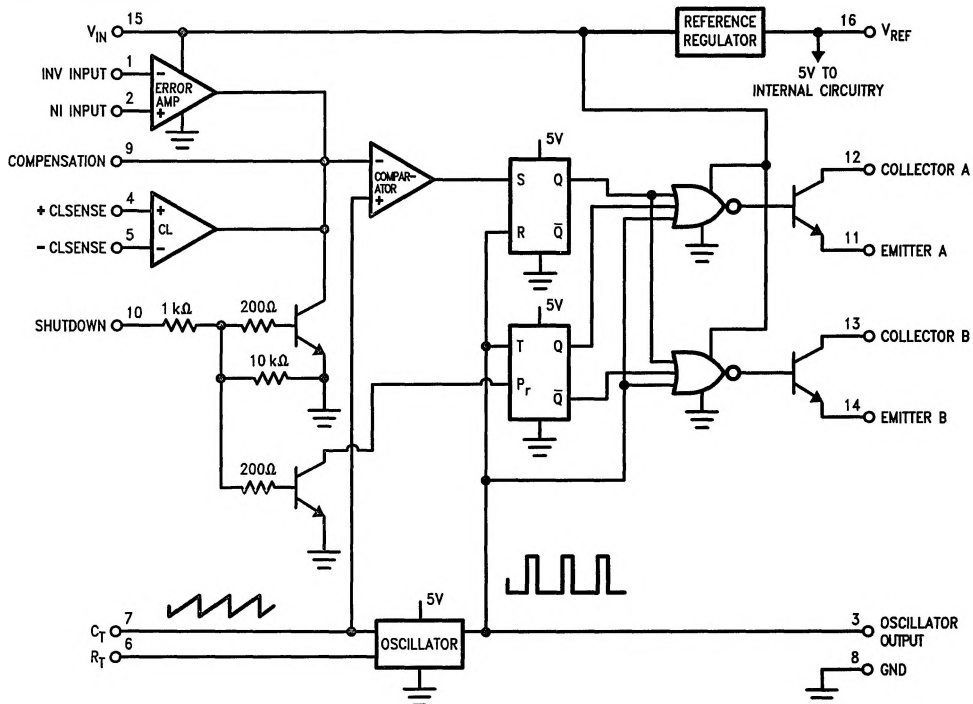 15
V_IN
REFERENCE
REGULATOR
16
V_REF
5V TO
INTERNAL CIRCUITRY
INV INPUT
1
−
ERROR
AMP
NI INPUT
2
+
COMPENSATION
9
−
COMPAR-
ATOR
+
+ CLSENSE
4
+
CL
− CLSENSE
5
−
5V
S
Q
R
Q̅
12
COLLECTOR A
11
EMITTER A
SHUTDOWN
10
1 kΩ
200Ω
10 kΩ
200Ω
5V
T
Q
Pr
Q̅
13
COLLECTOR B
14
EMITTER B
C_T
7
R_T
6
5V
OSCILLATOR
3
OSCILLATOR
OUTPUT
8
GND